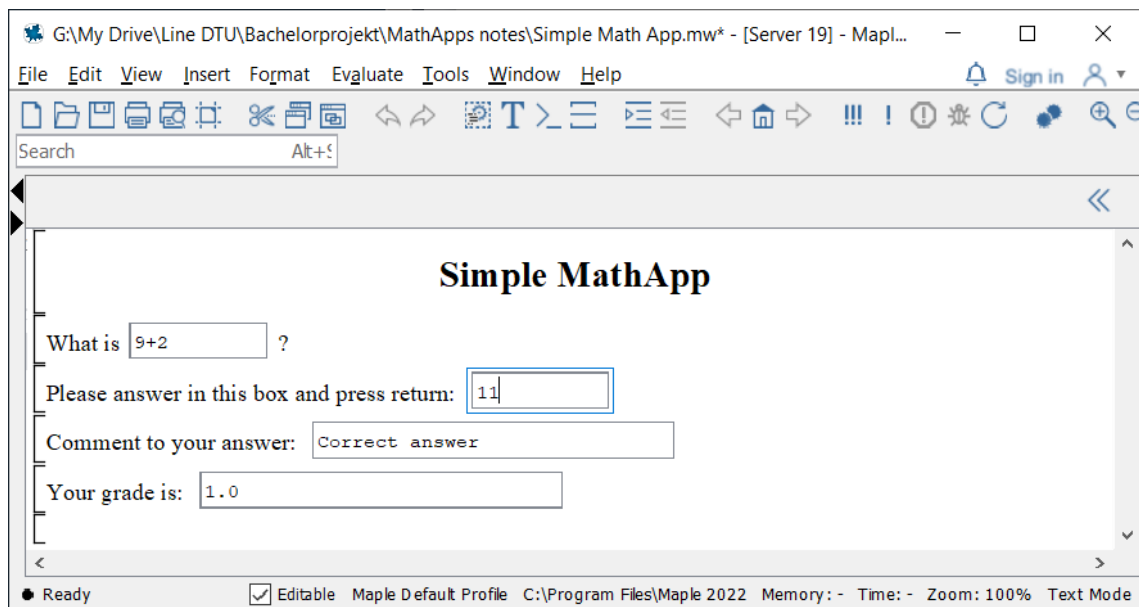 G:\My Drive\Line DTU\Bachelorprojekt\MathApps notes\Simple Math App.mw* - [Server 19] - Mapl...
File Edit View Insert Format Evaluate Tools Window Help Sign in
Search Alt+S
Simple MathApp
What is 9+2 ?
Please answer in this box and press return: 11
Comment to your answer: Correct answer
Your grade is: 1.0
Ready Editable Maple Default Profile C:\Program Files\Maple 2022 Memory: - Time: - Zoom: 100% Text Mode